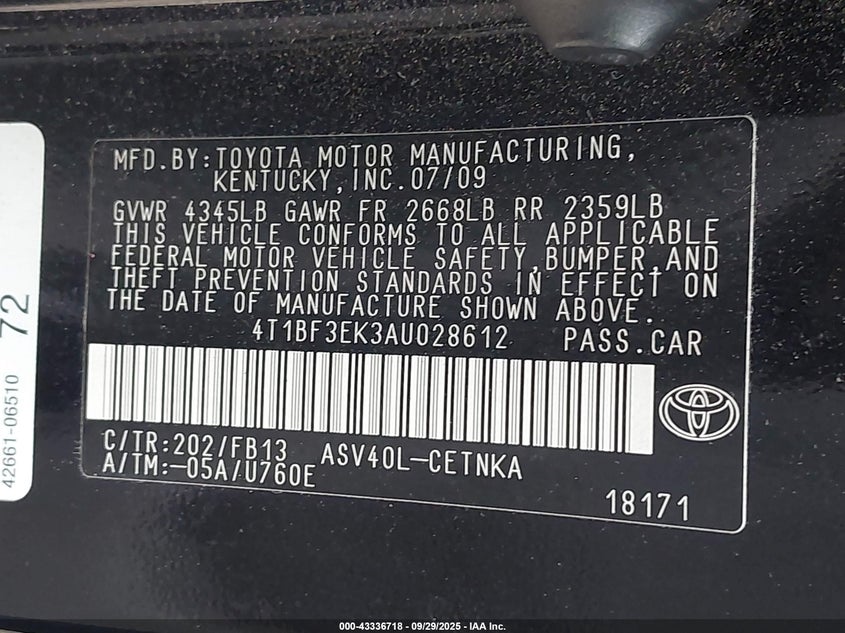 MFD.BY:TOYOTA MOTOR MANUFACTURING,
KENTUCKY,INC.07/09
GVWR 4345LB GAWR FR 2668LB RR 2359LB
THIS VEHICLE CONFORMS TO ALL APPLICABLE
FEDERAL MOTOR VEHICLE SAFETY,BUMPER,AND
THEFT PREVENTION STANDARDS IN EFFECT ON
THE DATE OF MANUFACTURE SHOWN ABOVE.
4T1BF3EK3AU028612 PASS.CAR
C/TR:202/FB13 ASV40L-CETNKA
A/TM:-05A/U760E
18171
42661-06510 72
000-43336718 - 09/29/2025 - IAA Inc.